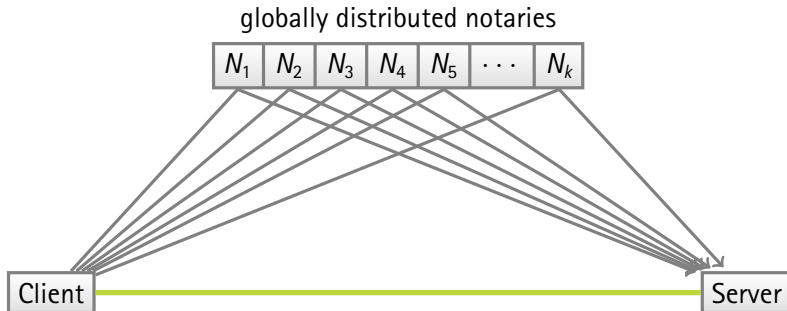 globally distributed notaries
N₁ N₂ N₃ N₄ N₅ · · · Nₖ
Client Server